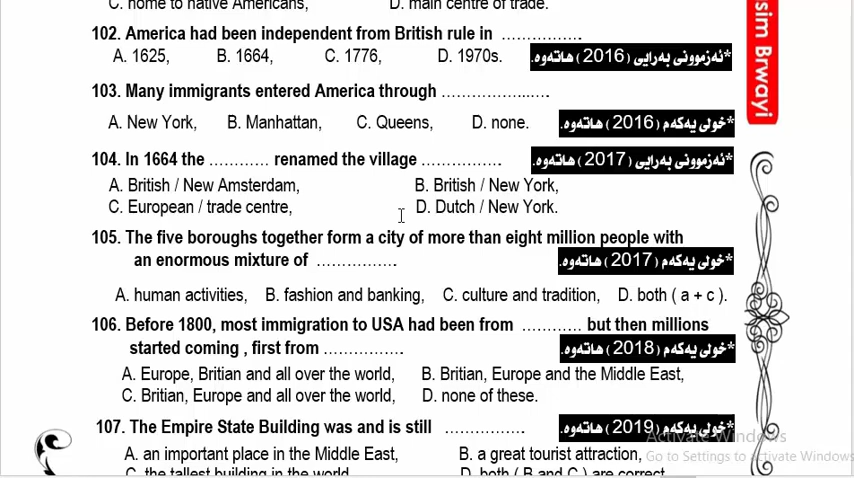 C. home to native Americans, D. main centre of trade.
102. America had been independent from British rule in ……………
A. 1625, B. 1664, C. 1776, D. 1970s. *ئەزموونی بەرایی (2016) هاتەوە.
103. Many immigrants entered America through ……………...….
A. New York, B. Manhattan, C. Queens, D. none. *خولی یەکەم (2016) هاتەوە.
104. In 1664 the ………… renamed the village ……………. *ئەزموونی بەرایی (2017) هاتەوە.
A. British / New Amsterdam, B. British / New York,
C. European / trade centre, D. Dutch / New York.
105. The five boroughs together form a city of more than eight million people with
an enormous mixture of ……………. *خولی یەکەم (2017) هاتەوە.
A. human activities, B. fashion and banking, C. culture and tradition, D. both ( a + c ).
106. Before 1800, most immigration to USA had been from ………… but then millions
started coming , first from ……………. *خولی یەکەم (2018) هاتەوە.
A. Europe, Britian and all over the world, B. Britian, Europe and the Middle East,
C. Britian, Europe and all over the world, D. none of these.
107. The Empire State Building was and is still ……………. *خولی یەکەم (2019) هاتەوە.
A. an important place in the Middle East, B. a great tourist attraction,
C. the tallest building in the world D. both ( B and C ) are correct
sim Brwayi
Activate Windows
Go to Settings to activate Windows